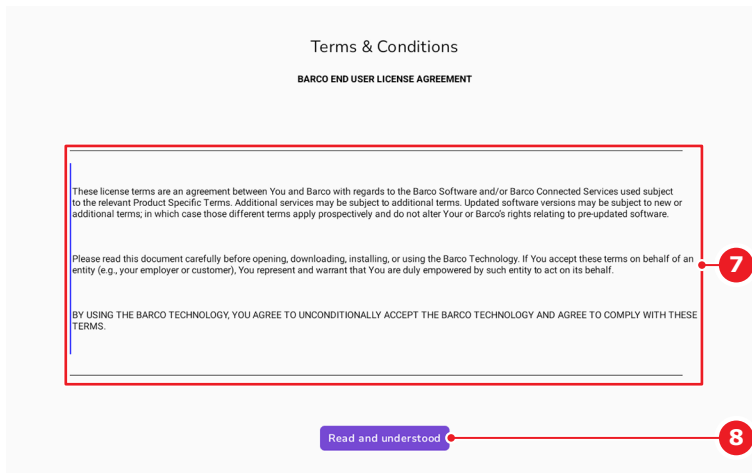 Terms & Conditions
BARCO END USER LICENSE AGREEMENT
These license terms are an agreement between You and Barco with regards to the Barco Software and/or Barco Connected Services used subject
to the relevant Product Specific Terms. Additional services may be subject to additional terms. Updated software versions may be subject to new or
additional terms; in which case those different terms apply prospectively and do not alter Your or Barco's rights relating to pre-updated software.
Please read this document carefully before opening, downloading, installing, or using the Barco Technology. If You accept these terms on behalf of an
entity (e.g., your employer or customer), You represent and warrant that You are duly empowered by such entity to act on its behalf.
7
BY USING THE BARCO TECHNOLOGY, YOU AGREE TO UNCONDITIONALLY ACCEPT THE BARCO TECHNOLOGY AND AGREE TO COMPLY WITH THESE
TERMS.
Read and understood
8